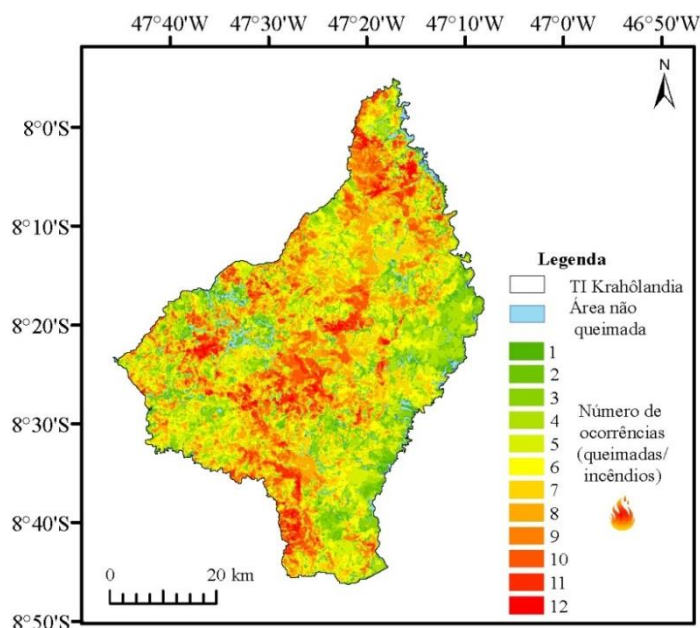 47°40'W 47°30'W 47°20'W 47°10'W 47°0'W 46°50'W
N
8°0'S
8°10'S
8°20'S
8°30'S
8°40'S
8°50'S
Legenda
TI Krahôlandia
Área não
queimada
1
2
3
4
5
6
7
8
9
10
11
12
Número de
ocorrências
(queimadas/
incêndios)
0 20 km